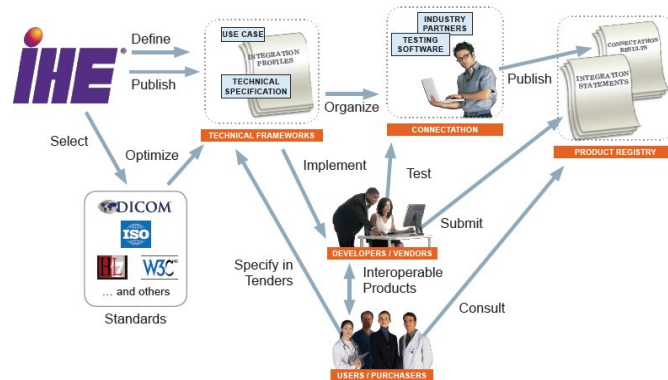 IHE®
Define
Publish
Select
Optimize
USE CASE
INTEGRATION
PROFILES
TECHNICAL
SPECIFICATION
TECHNICAL FRAMEWORKS
Organize
INDUSTRY
PARTNERS
TESTING
SOFTWARE
CONNECTATHON
Publish
CONNECTATION
RESULTS
INTEGRATION
STATEMENTS
PRODUCT REGISTRY
Implement
Test
Submit
DEVELOPERS / VENDORS
DICOM
ISO
HL
W3C
... and others
Standards
Specify in
Tenders
Interoperable
Products
Consult
USERS / PURCHASERS